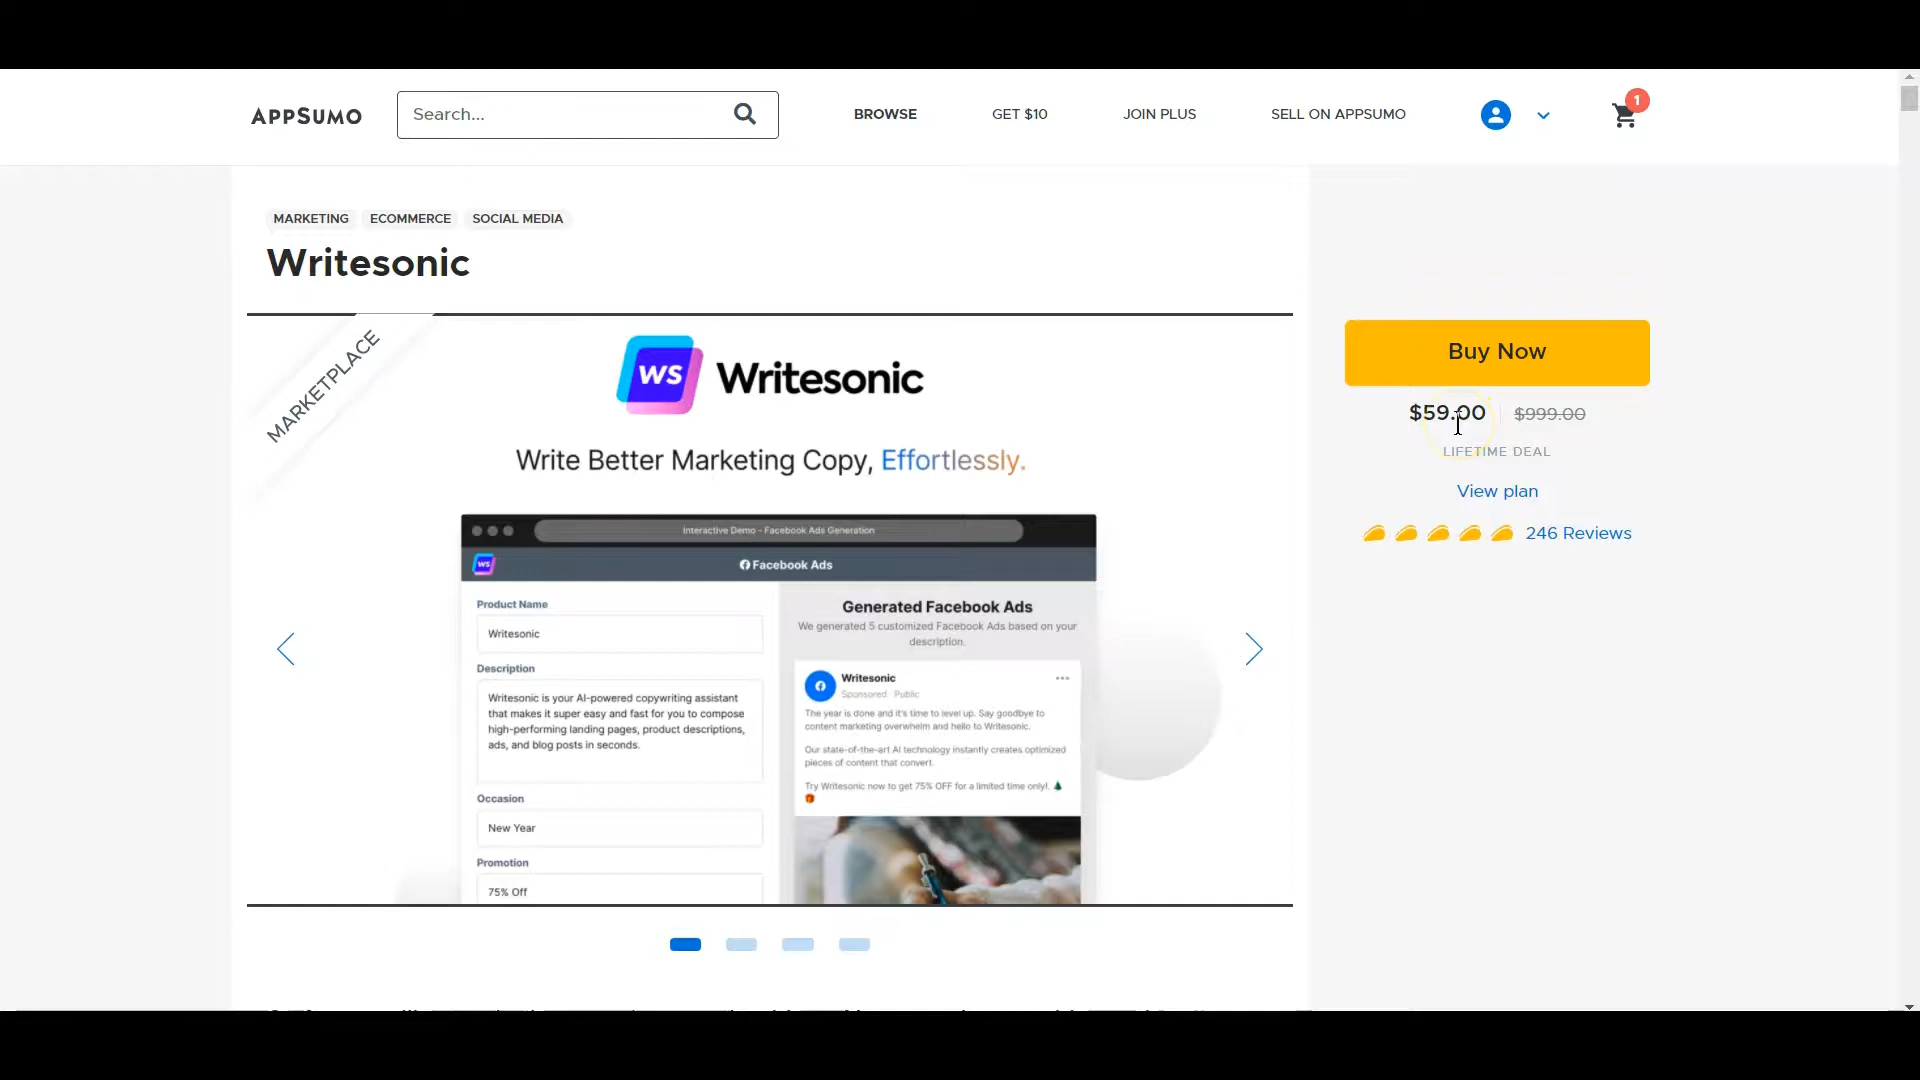 APPSUMO
Search...
BROWSE
GET $10
JOIN PLUS
SELL ON APPSUMO
1
MARKETING
ECOMMERCE
SOCIAL MEDIA
Writesonic
MARKETPLACE
WS
Writesonic
Write Better Marketing Copy, Effortlessly.
Interactive Demo - Facebook Ads Generation
WS
Facebook Ads
Product Name
Writesonic
Description
Writesonic is your AI-powered copywriting assistant
that makes it super easy and fast for you to compose
high-performing landing pages, product descriptions,
ads, and blog posts in seconds.
Occasion
New Year
Promotion
75% Off
Generated Facebook Ads
We generated 5 customized Facebook Ads based on your
description.
Writesonic
Sponsored · Public
The year is done and it's time to level up. Say goodbye to
content marketing overwhelm and hello to Writesonic.
Our state-of-the-art AI technology instantly creates optimized
pieces of content that convert.
Try Writesonic now to get 75% OFF for a limited time only!. 🎄
🎁
Buy Now
$59.00
$999.00
LIFETIME DEAL
View plan
246 Reviews